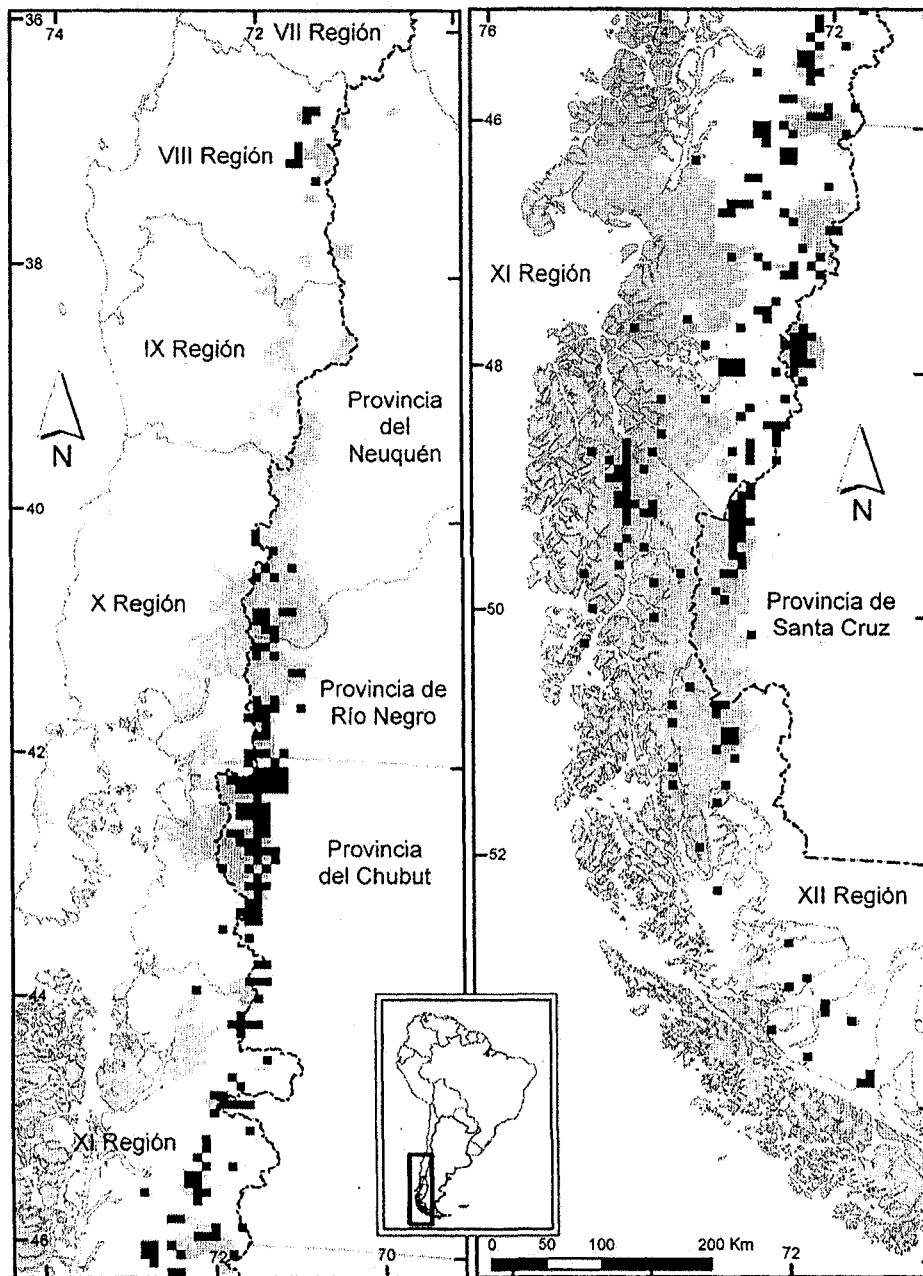 36
74
72
VII Región
VIII Región
38
IX Región
N
Provincia
del
Neuquén
40
X Región
Provincia de
Río Negro
42
Provincia
del Chubut
44
XI Región
46
72
70
76
74
72
46
XI Región
48
N
50
Provincia de
Santa Cruz
52
XII Región
0 50 100 200 Km
72